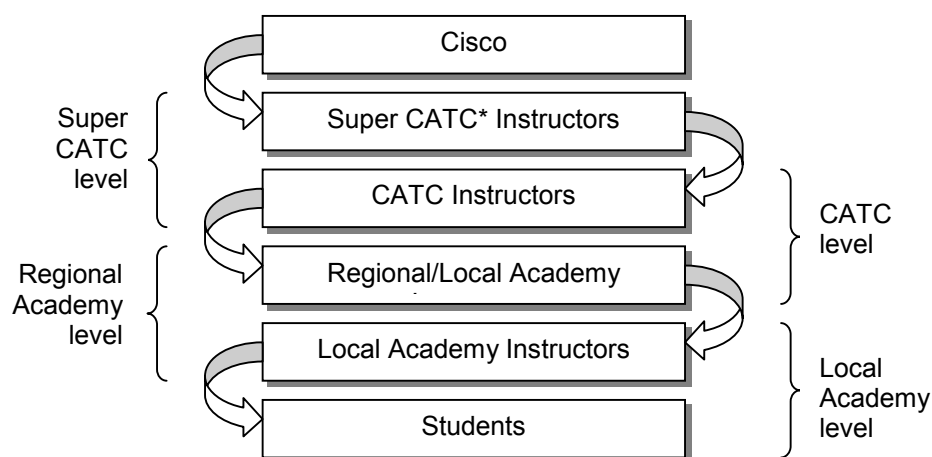 Cisco
Super CATC* Instructors
CATC Instructors
Regional/Local Academy
Local Academy Instructors
Students
Super
CATC
level
Regional
Academy
level
CATC
level
Local
Academy
level